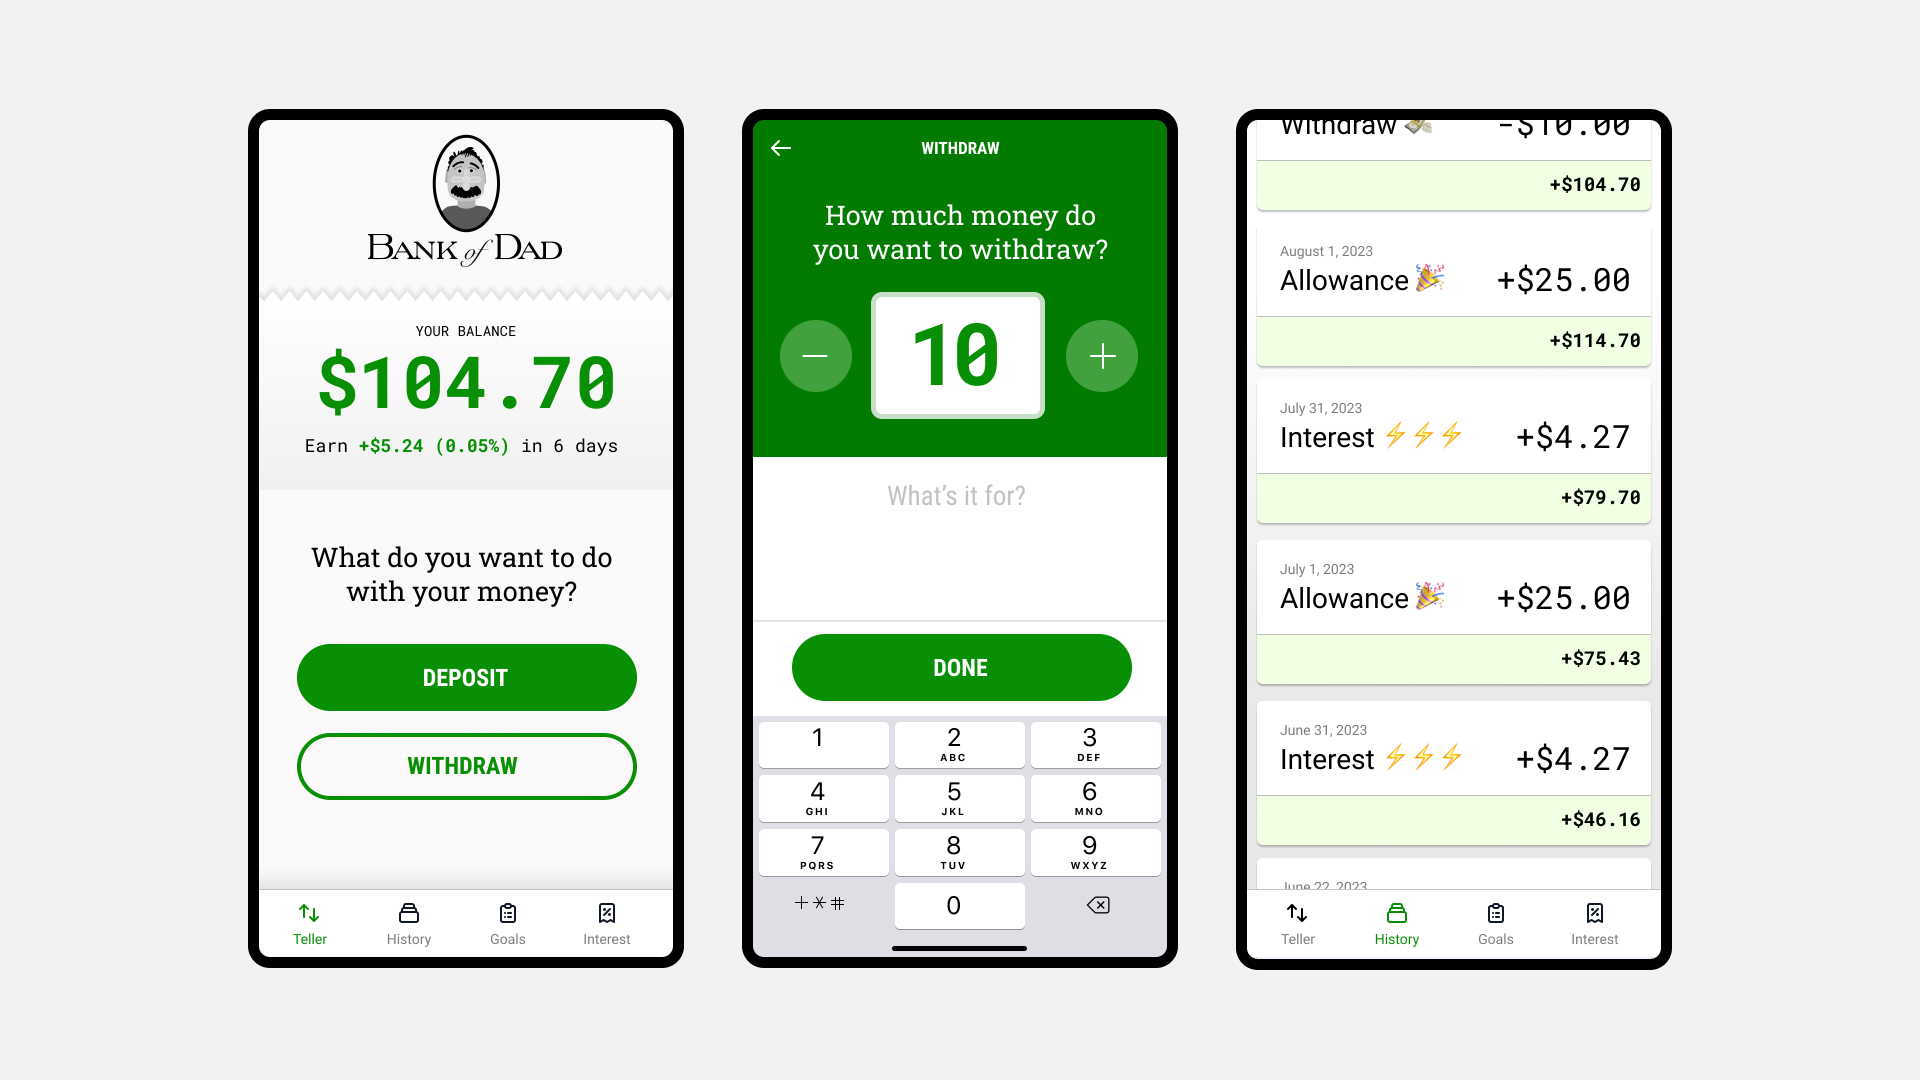 BANK of DAD
YOUR BALANCE
$104.70
Earn +$5.24 (0.05%) in 6 days
What do you want to do
with your money?
DEPOSIT
WITHDRAW
Teller
History
Goals
Interest
WITHDRAW
How much money do
you want to withdraw?
10
What's it for?
DONE
1
2
ABC
3
DEF
4
GHI
5
JKL
6
MNO
7
PQRS
8
TUV
9
WXYZ
+*#
0
Withdraw 💸 -$10.00
+$104.70
August 1, 2023
Allowance 🎉 +$25.00
+$114.70
July 31, 2023
Interest ⚡⚡⚡ +$4.27
+$79.70
July 1, 2023
Allowance 🎉 +$25.00
+$75.43
June 31, 2023
Interest ⚡⚡⚡ +$4.27
+$46.16
June 22, 2023
Teller
History
Goals
Interest